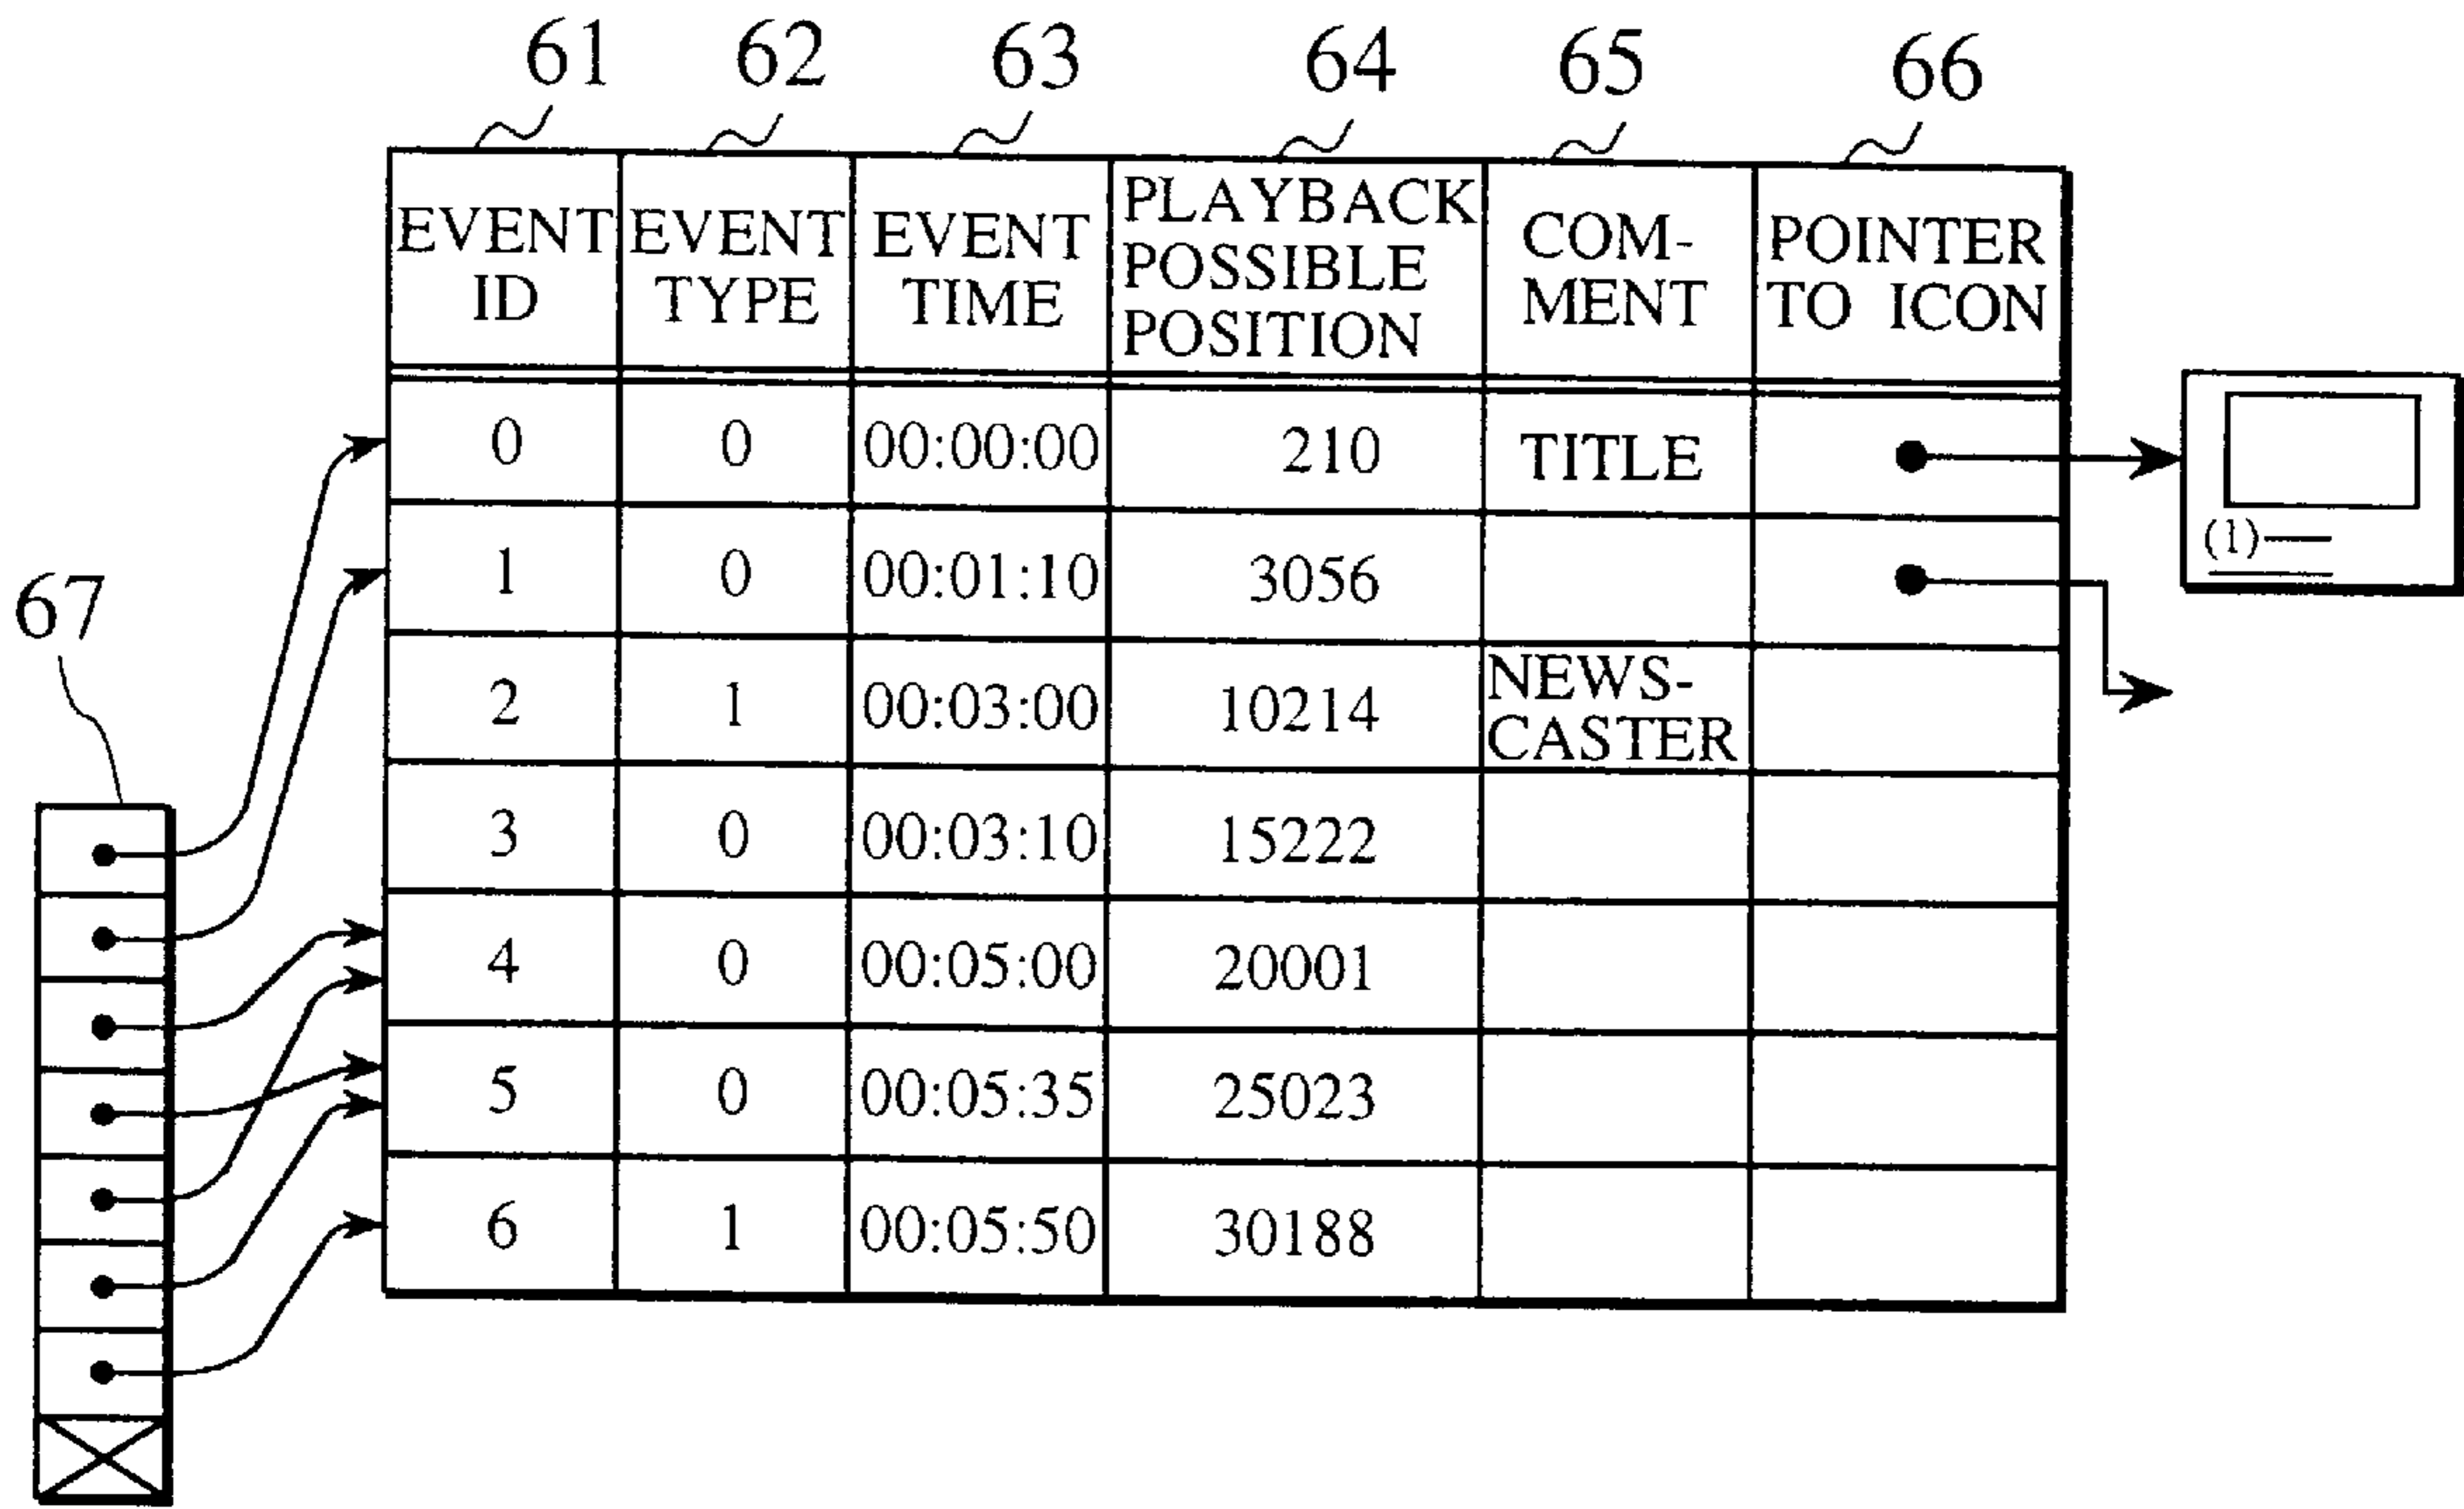 61 62 63 64 65 66
EVENT ID EVENT TYPE EVENT TIME PLAYBACK POSSIBLE POSITION COM-MENT POINTER TO ICON
0 0 00:00:00 210 TITLE
(1)
1 0 00:01:10 3056
67
2 1 00:03:00 10214 NEWS-CASTER
3 0 00:03:10 15222
4 0 00:05:00 20001
5 0 00:05:35 25023
6 1 00:05:50 30188